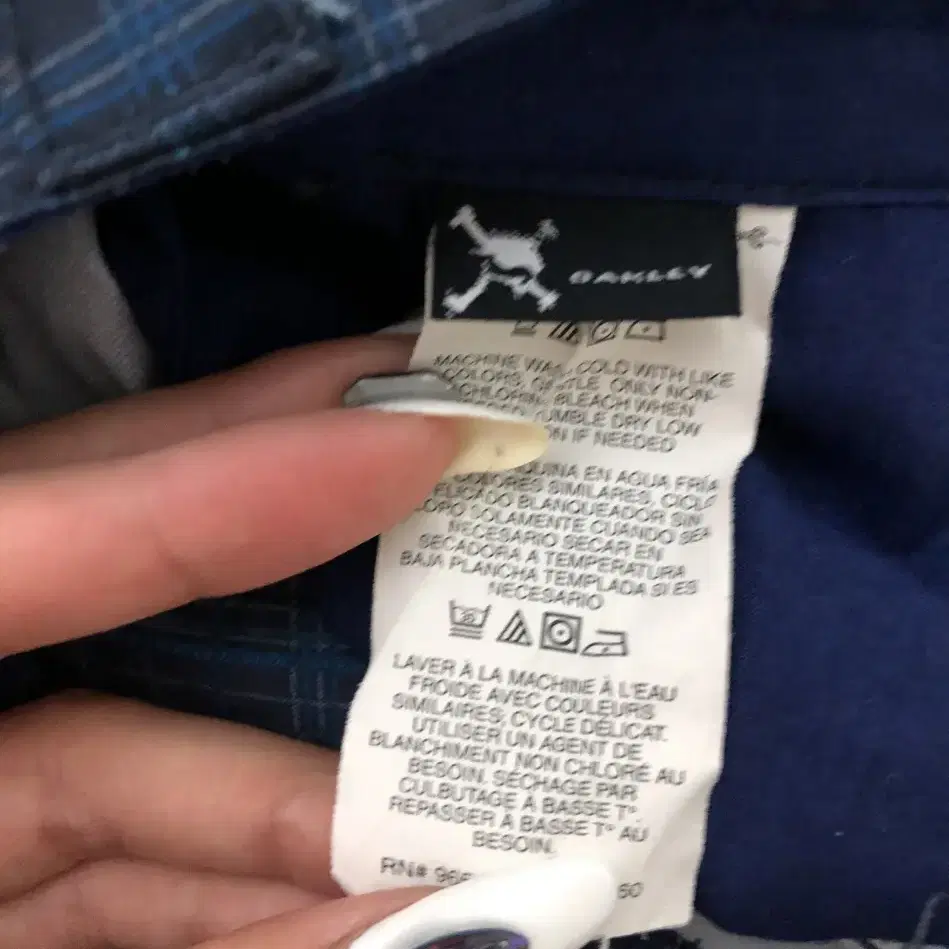 OAKLEY
MACHINE WASH COLD WITH LIKE
COLORS, GENTLE. ONLY NON-
CHLORINE BLEACH WHEN
TUMBLE DRY LOW
IF NEEDED
EN AGUA FRÍA
COLORES SIMILARES, CICLO
DELICADO BLANQUEADOR SIN
CLORO SOLAMENTE CUANDO SEA
NECESARIO SECAR EN
SECADORA A TEMPERATURA
BAJA PLANCHA TEMPLADA SI ES
NECESARIO
30
LAVER À LA MACHINE À L'EAU
FROIDE AVEC COULEURS
SIMILAIRES; CYCLE DÉLICAT.
UTILISER UN AGENT DE
BLANCHIMENT NON CHLORÉ AU
BESOIN. SÉCHAGE PAR
CULBUTAGE À BASSE T°.
REPASSER À BASSE T° AU
BESOIN.
RN#
60